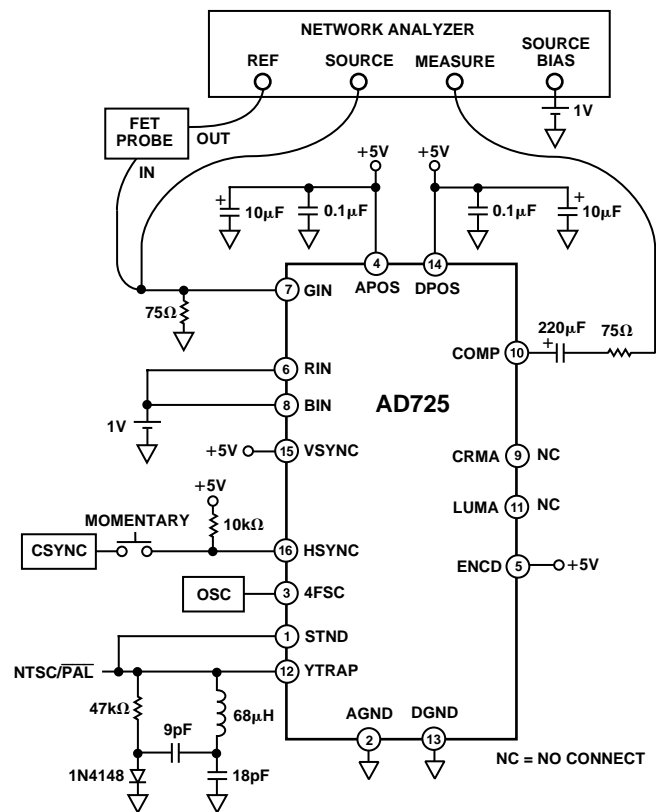 NETWORK ANALYZER
REF
SOURCE
MEASURE
SOURCE
BIAS
1V
FET
PROBE
OUT
IN
+5V
+5V
+
10μF
0.1μF
0.1μF
+
10μF
4
14
APOS
DPOS
7
GIN
75Ω
220μF
75Ω
+
COMP
10
6
RIN
8
BIN
AD725
1V
+5V
15
VSYNC
CRMA
9
NC
+5V
10kΩ
LUMA
11
NC
MOMENTARY
CSYNC
16
HSYNC
ENCD
5
+5V
OSC
3
4FSC
1
STND
NTSC/P̅A̅L̅
12
YTRAP
47kΩ
68μH
9pF
AGND
DGND
2
13
1N4148
18pF
NC = NO CONNECT